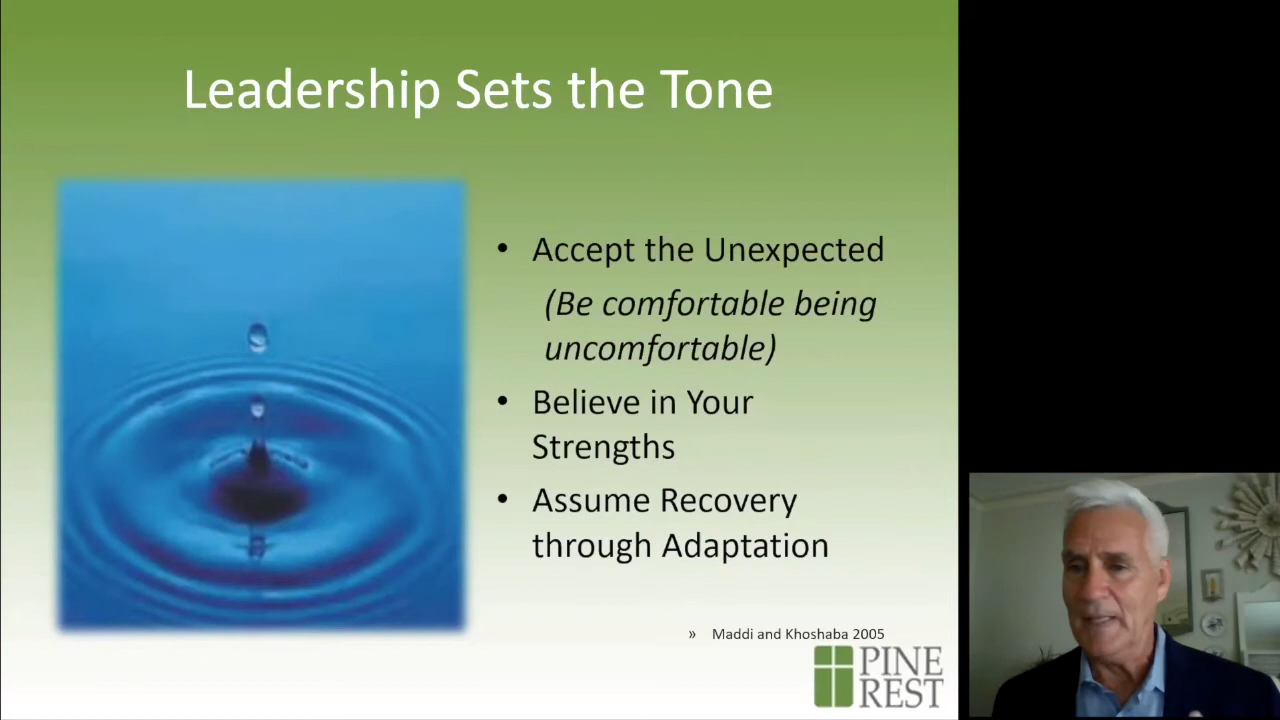 Leadership Sets the Tone
• Accept the Unexpected
(Be comfortable being
uncomfortable)
• Believe in Your
Strengths
• Assume Recovery
through Adaptation
» Maddi and Khoshaba 2005
PINE
REST